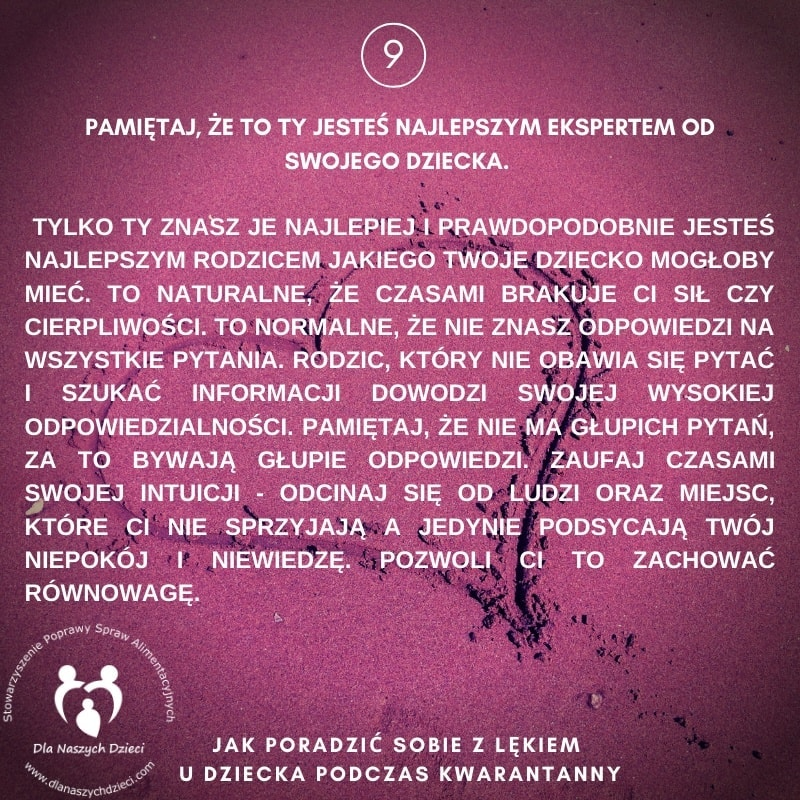 9
PAMIĘTAJ, ŻE TO TY JESTEŚ NAJLEPSZYM EKSPERTEM OD
SWOJEGO DZIECKA.
TYLKO TY ZNASZ JE NAJLEPIEJ I PRAWDOPODOBNIE JESTEŚ
NAJLEPSZYM RODZICEM JAKIEGO TWOJE DZIECKO MOGŁOBY
MIEĆ. TO NATURALNE, ŻE CZASAMI BRAKUJE CI SIŁ CZY
CIERPLIWOŚCI. TO NORMALNE, ŻE NIE ZNASZ ODPOWIEDZI NA
WSZYSTKIE PYTANIA. RODZIC, KTÓRY NIE OBAWIA SIĘ PYTAĆ
I SZUKAĆ INFORMACJI DOWODZI SWOJEJ WYSOKIEJ
ODPOWIEDZIALNOŚCI. PAMIĘTAJ, ŻE NIE MA GŁUPICH PYTAŃ,
ZA TO BYWAJĄ GŁUPIE ODPOWIEDZI. ZAUFAJ CZASAMI
SWOJEJ INTUICJI - ODCINAJ SIĘ OD LUDZI ORAZ MIEJSC,
KTÓRE CI NIE SPRZYJAJĄ A JEDYNIE PODSYCAJĄ TWÓJ
NIEPOKÓJ I NIEWIEDZĘ. POZWOLI CI TO ZACHOWAĆ
RÓWNOWAGĘ.
Stowarzyszenie Poprawy Spraw Alimentacyjnych
Dla Naszych Dzieci
www.dlanaszychdzieci.com
JAK PORADZIĆ SOBIE Z LĘKIEM
U DZIECKA PODCZAS KWARANTANNY